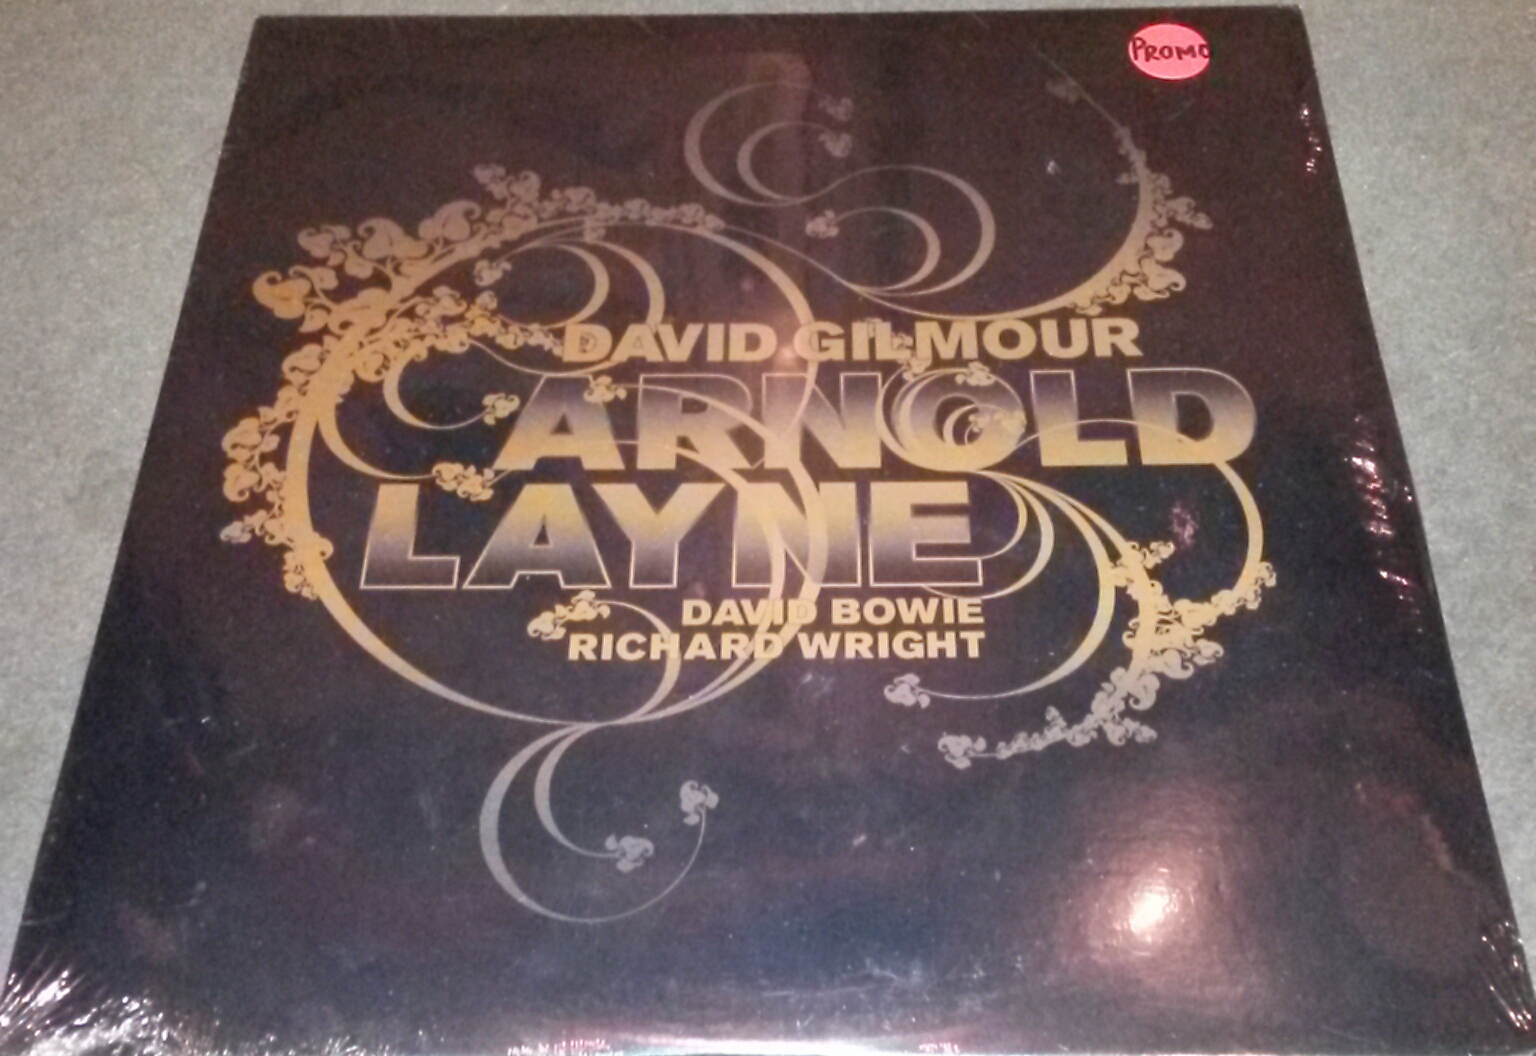 PROMO
DAVID GILMOUR
ARNOLD
LAYNE
DAVID BOWIE
RICHARD WRIGHT